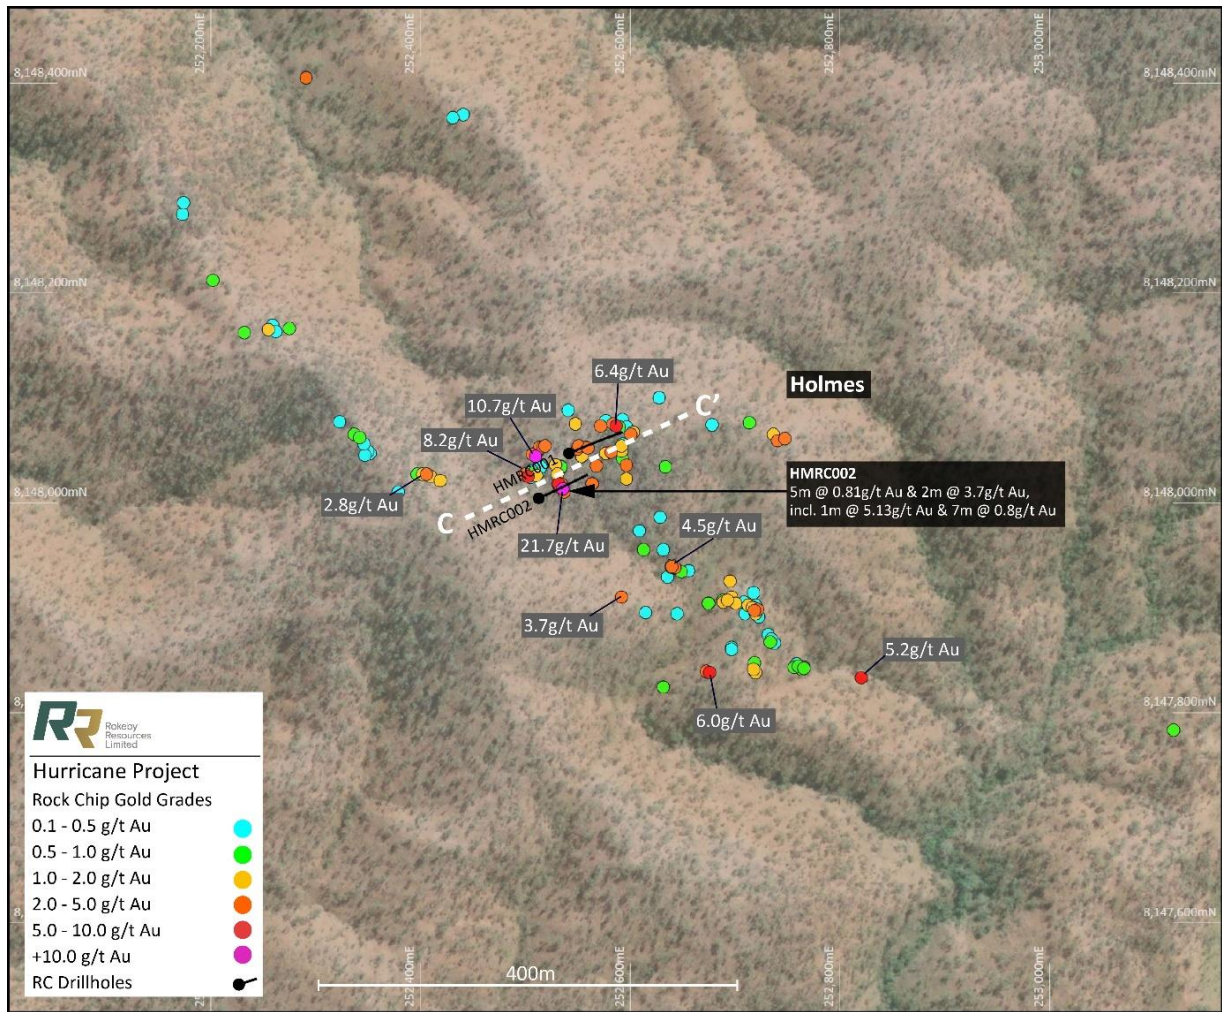 252,200mE
252,400mE
252,600mE
252,800mE
253,000mE
8,148,400mN
8,148,400mN
8,148,200mN
8,148,200mN
6.4g/t Au
Holmes
10.7g/t Au
C'
8.2g/t Au
HMRC001
HMRC002
5m @ 0.81g/t Au & 2m @ 3.7g/t Au,
incl. 1m @ 5.13g/t Au & 7m @ 0.8g/t Au
8,148,000mN
8,148,000mN
2.8g/t Au
C
HMRC002
21.7g/t Au
4.5g/t Au
3.7g/t Au
5.2g/t Au
6.0g/t Au
8,147,800mN
8,147,600mN
RR
Rokeby
Resources
Limited
Hurricane Project
Rock Chip Gold Grades
0.1 - 0.5 g/t Au
0.5 - 1.0 g/t Au
1.0 - 2.0 g/t Au
2.0 - 5.0 g/t Au
5.0 - 10.0 g/t Au
+10.0 g/t Au
RC Drillholes
400m
252,400mE
252,600mE
252,800mE
253,000mE